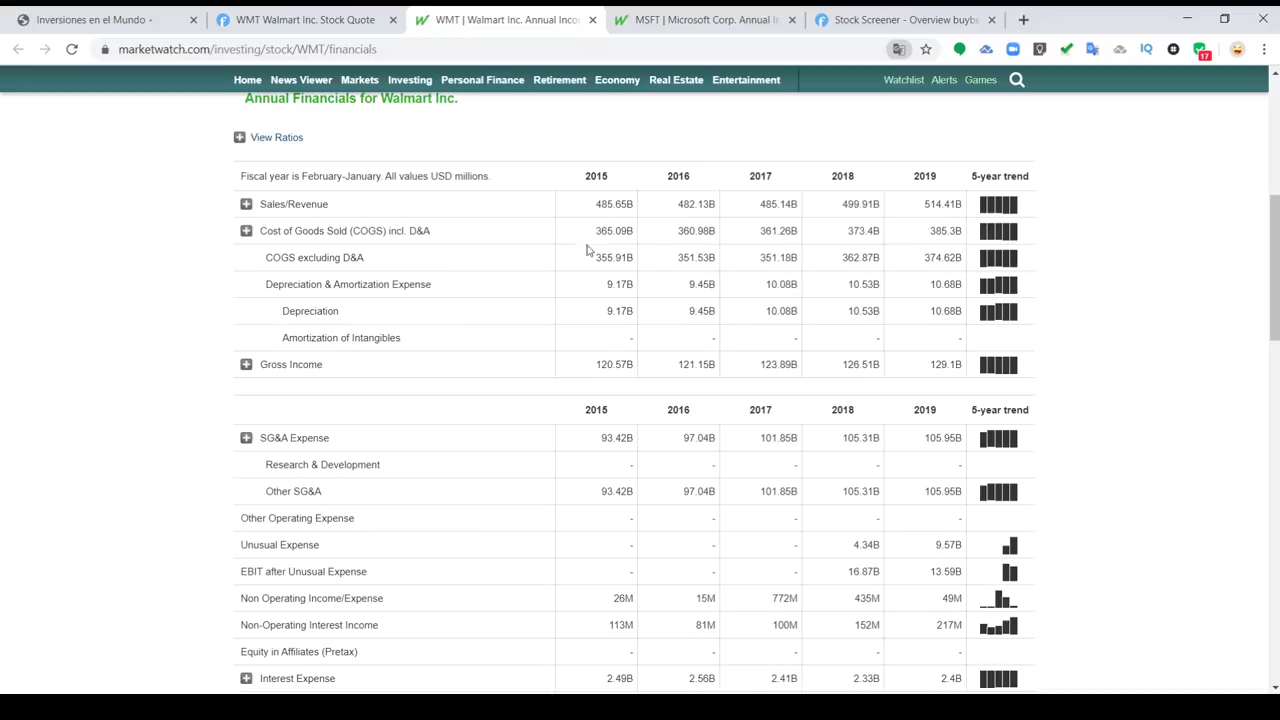 Inversiones en el Mundo -
WMT Walmart Inc. Stock Quote
WMT | Walmart Inc. Annual Inco
MSFT | Microsoft Corp. Annual In
Stock Screener - Overview buybe
marketwatch.com/investing/stock/WMT/financials
IQ
17
Home News Viewer Markets Investing Personal Finance Retirement Economy Real Estate Entertainment Watchlist Alerts Games
Annual Financials for Walmart Inc.
View Ratios
Fiscal year is February-January. All values USD millions. 2015 2016 2017 2018 2019 5-year trend
Sales/Revenue 485.65B 482.13B 485.14B 499.91B 514.41B
Cost of Goods Sold (COGS) incl. D&A 365.09B 360.98B 361.26B 373.4B 385.3B
COGS excluding D&A 355.91B 351.53B 351.18B 362.87B 374.62B
Depreciation & Amortization Expense 9.17B 9.45B 10.08B 10.53B 10.68B
Depreciation 9.17B 9.45B 10.08B 10.53B 10.68B
Amortization of Intangibles - - - - -
Gross Income 120.57B 121.15B 123.89B 126.51B 129.1B
2015 2016 2017 2018 2019 5-year trend
SG&A Expense 93.42B 97.04B 101.85B 105.31B 105.95B
Research & Development - - - - -
Other SG&A 93.42B 97.04B 101.85B 105.31B 105.95B
Other Operating Expense - - - - -
Unusual Expense - - - 4.34B 9.57B
EBIT after Unusual Expense - - - 16.87B 13.59B
Non Operating Income/Expense 26M 15M 772M 435M 49M
Non-Operating Interest Income 113M 81M 100M 152M 217M
Equity in Affiliates (Pretax) - - - - -
Interest Expense 2.49B 2.56B 2.41B 2.33B 2.4B